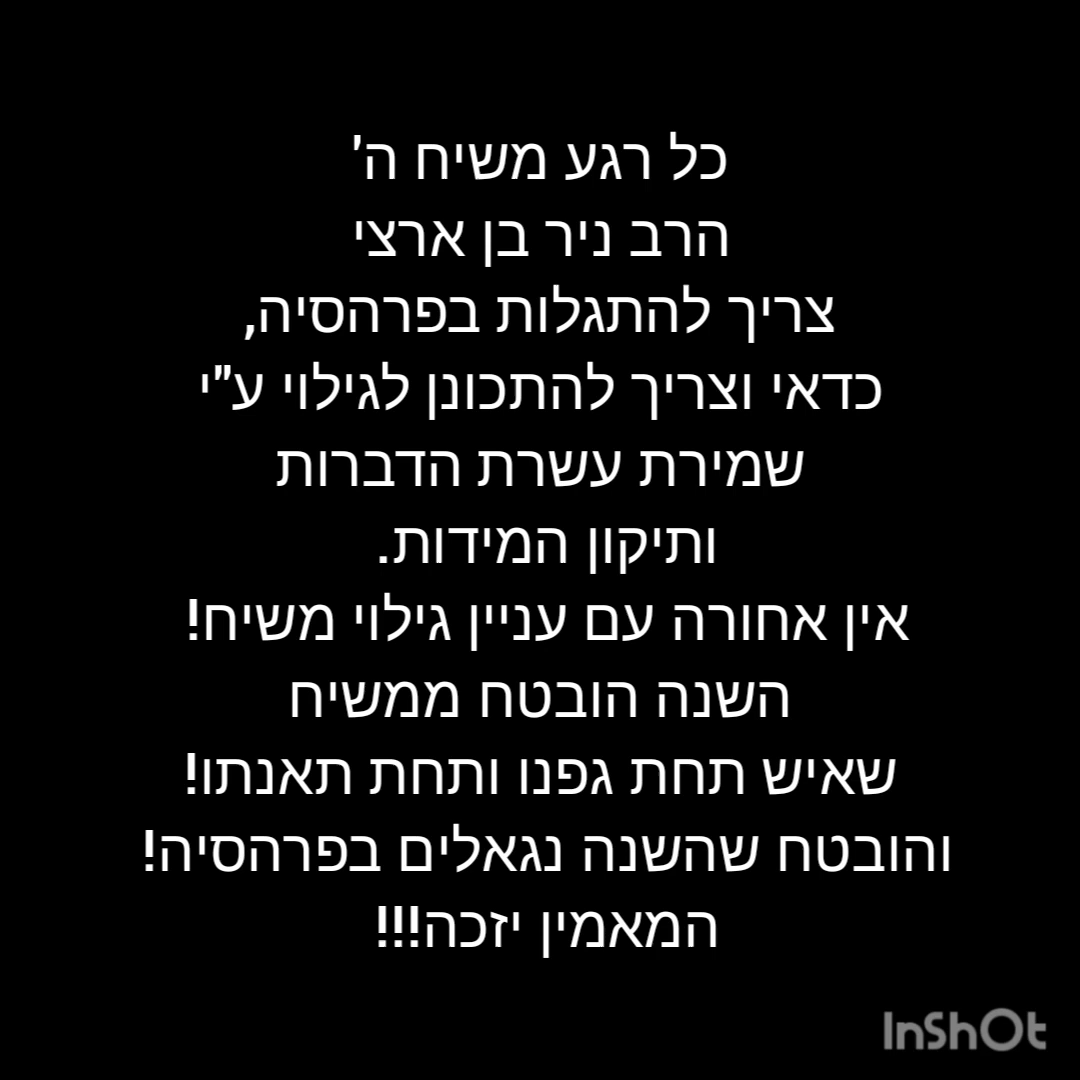 כל רגע משיח ה'
הרב ניר בן ארצי
צריך להתגלות בפרהסיה,
כדאי וצריך להתכונן לגילוי ע"י
שמירת עשרת הדברות
ותיקון המידות.
אין אחורה עם עניין גילוי משיח!
השנה הובטח ממשיח
שאיש תחת גפנו ותחת תאנתו!
והובטח שהשנה נגאלים בפרהסיה!
המאמין יזכה!!!
InShOt